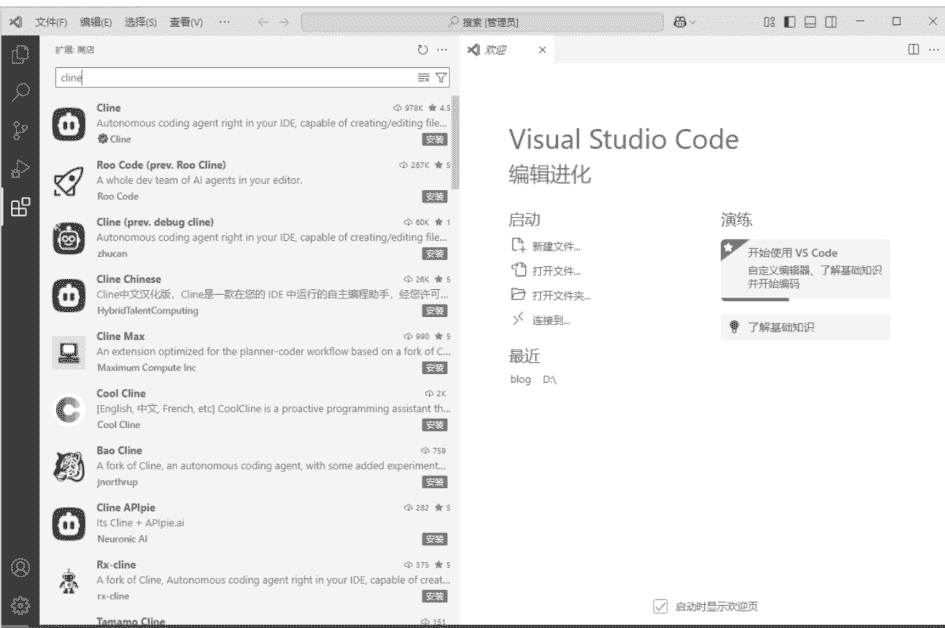 文件(F) 编辑(E) 选择(S) 查看(V) ··· 搜索 [管理员]
扩展: 商店
cline
Cline 978K 4.5
Autonomous coding agent right in your IDE, capable of creating/editing file...
Cline 安装
Roo Code (prev. Roo Cline) 287K 5
A whole dev team of AI agents in your editor.
Roo Code 安装
Cline (prev. debug cline) 60K 1
Autonomous coding agent right in your IDE, capable of creating/editing file...
zhucan 安装
Cline Chinese 26K 5
Cline中文汉化版，Cline是一款在您的 IDE 中运行的自主编程助手，经您许可...
HybridTalentComputing 安装
Cline Max 990 5
An extension optimized for the planner-coder workflow based on a fork of C...
Maximum Compute Inc 安装
Cool Cline 2K
[English, 中文, French, etc] CoolCline is a proactive programming assistant th...
Cool Cline 安装
Bao Cline 759
A fork of Cline, an autonomous coding agent, with some added experiment...
jnorthrup 安装
Cline APIpie 282 5
Its Cline + APIpie.ai
Neuronic AI 安装
Rx-cline 375 5
A fork of Cline, Autonomous coding agent right in your IDE, capable of creat...
rx-cline 安装
Tamamo Cline 151
欢迎
Visual Studio Code
编辑进化
启动
新建文件...
打开文件...
打开文件夹...
连接到...
最近
blog D:\
演练
开始使用 VS Code
自定义编辑器、了解基础知识
并开始编码
了解基础知识
启动时显示欢迎页